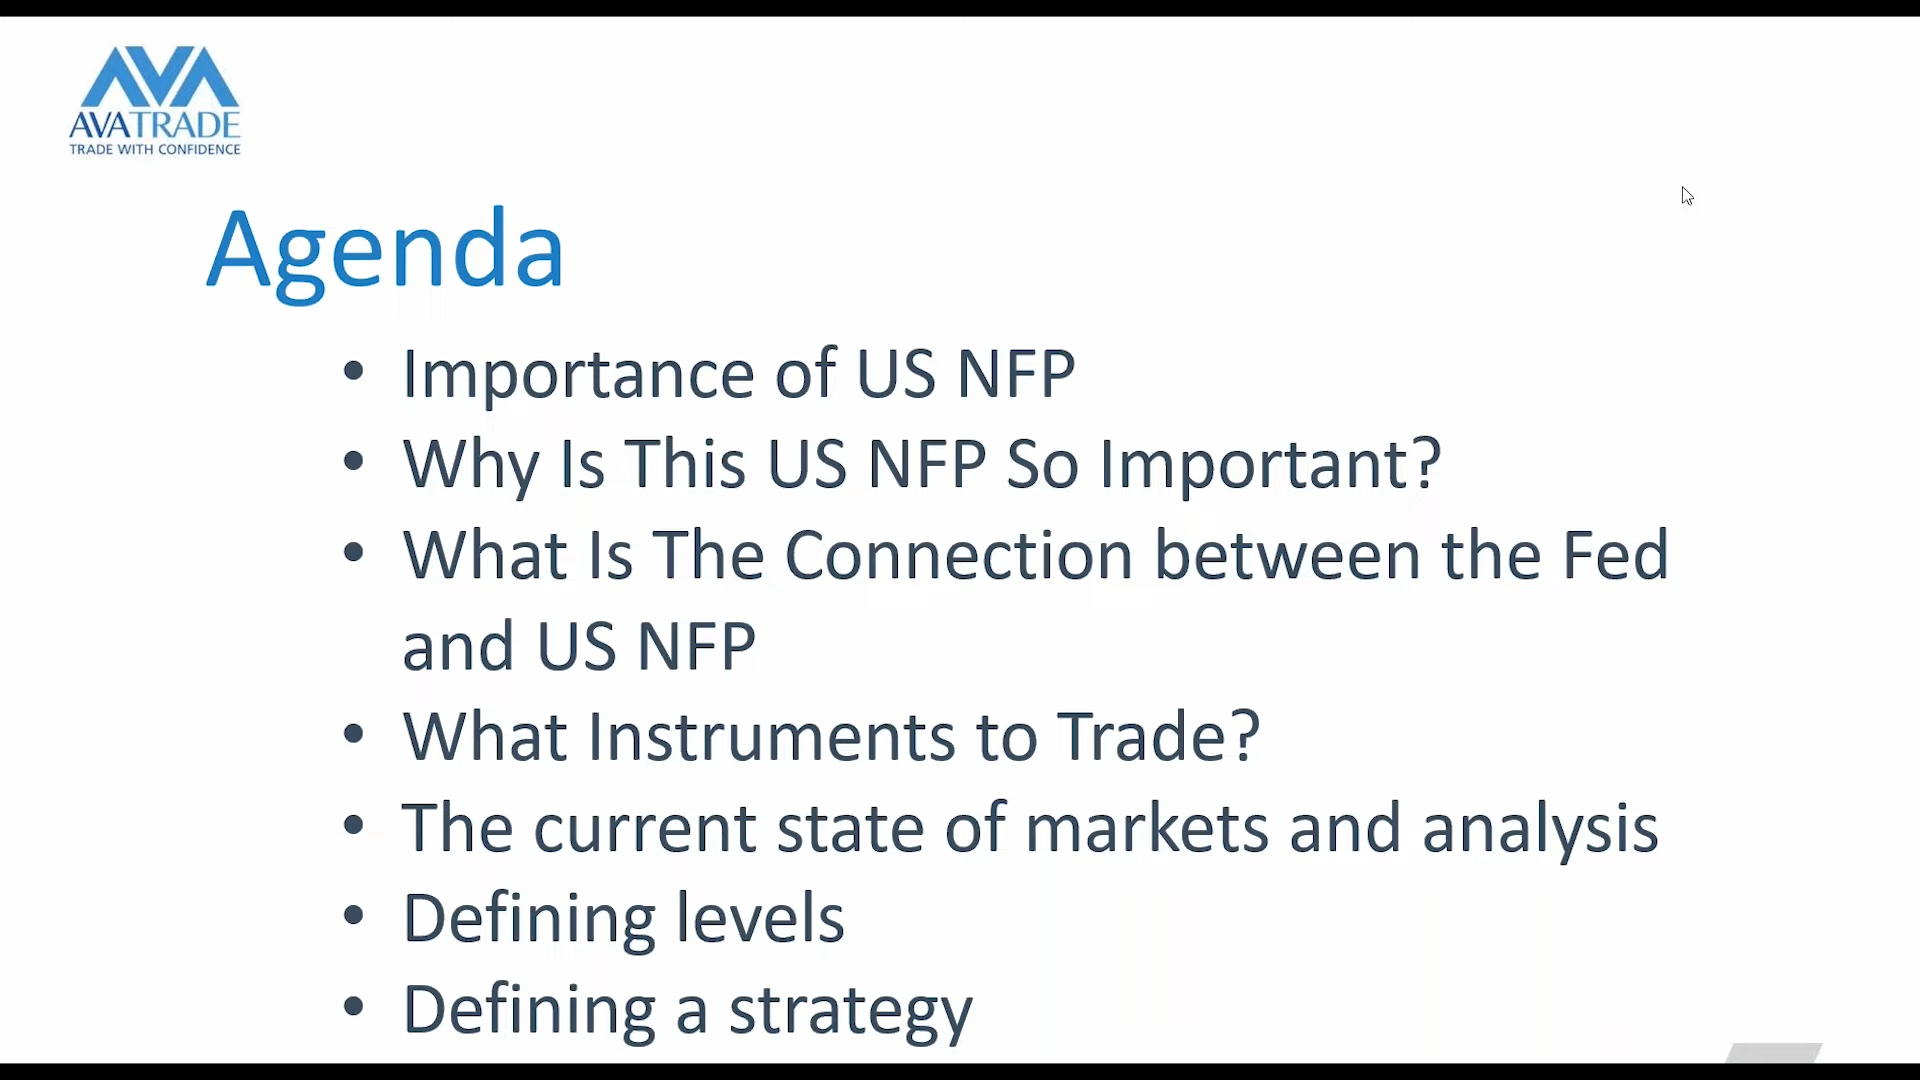 AVA
AVATRADE
TRADE WITH CONFIDENCE
Agenda
• Importance of US NFP
• Why Is This US NFP So Important?
• What Is The Connection between the Fed
and US NFP
• What Instruments to Trade?
• The current state of markets and analysis
• Defining levels
• Defining a strategy